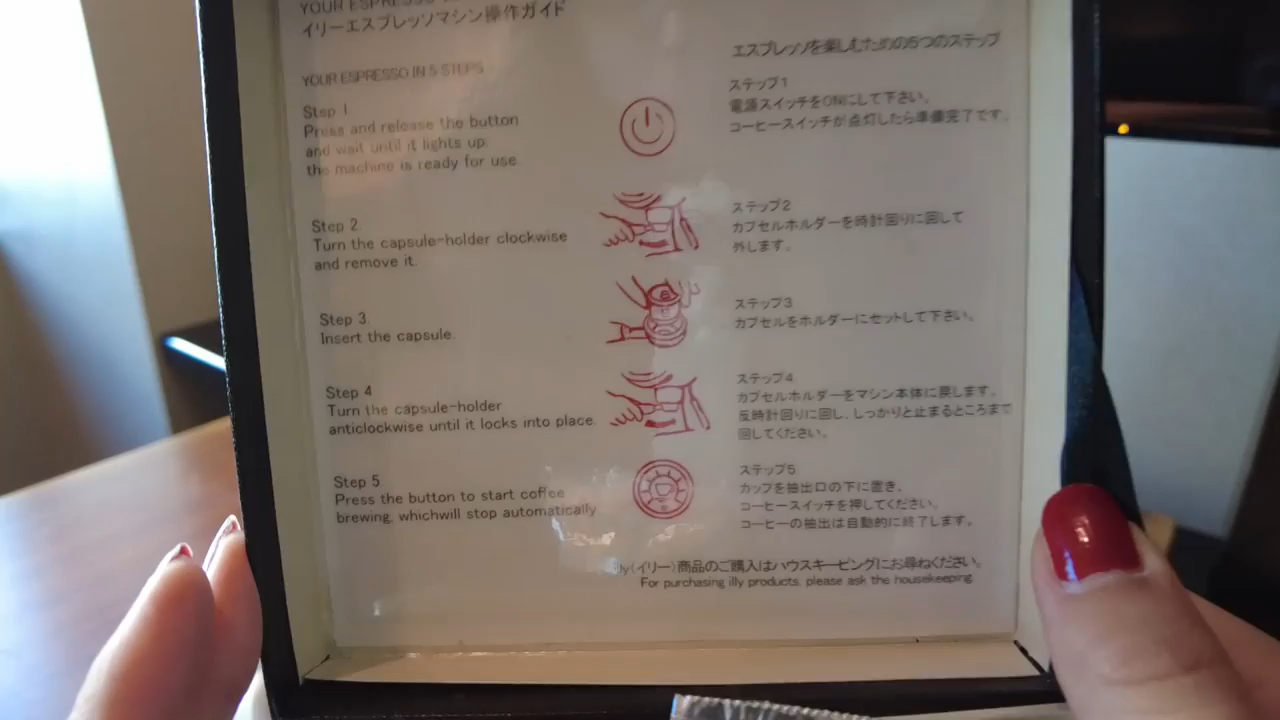 YOUR ESPRESSO
イリーエスプレッソマシン操作ガイド
YOUR ESPRESSO IN 5 STEPS
Step 1
Press and release the button
and wait until it lights up,
the machine is ready for use.
Step 2
Turn the capsule-holder clockwise
and remove it.
Step 3.
Insert the capsule.
Step 4
Turn the capsule-holder
anticlockwise until it locks into place.
Step 5
Press the button to start coffee
brewing, whichwill stop automatically.
エスプレッソを楽しむための5つのステップ
ステップ1
電源スイッチをONにして下さい。
コーヒースイッチが点灯したら準備完了です。
ステップ2
カプセルホルダーを時計回りに回して
外します。
ステップ3
カプセルをホルダーにセットして下さい。
ステップ4
カプセルホルダーをマシン本体に戻します。
反時計回りに回し、しっかりと止まるところまで
回してください。
ステップ5
カップを抽出口の下に置き、
コーヒースイッチを押してください。
コーヒーの抽出は自動的に終了します。
illy(イリー)商品のご購入はハウスキーピングにお尋ねください。
For purchasing illy products, please ask the housekeeping.